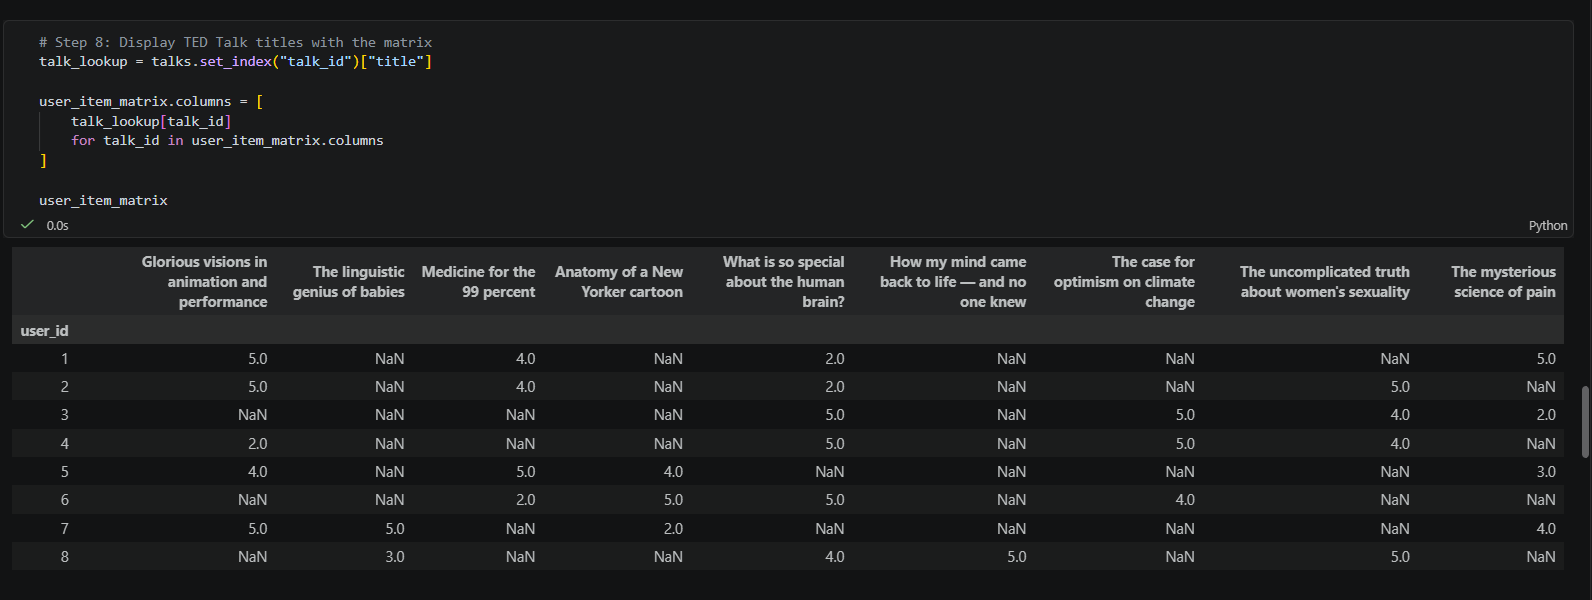 # Step 8: Display TED Talk titles with the matrix
talk_lookup = talks.set_index("talk_id")["title"]
user_item_matrix.columns = [
talk_lookup[talk_id]
for talk_id in user_item_matrix.columns
]
user_item_matrix
0.0s
Python
Glorious visions in animation and performance The linguistic genius of babies Medicine for the 99 percent Anatomy of a New Yorker cartoon What is so special about the human brain? How my mind came back to life — and no one knew The case for optimism on climate change The uncomplicated truth about women's sexuality The mysterious science of pain
user_id
1 5.0 NaN 4.0 NaN 2.0 NaN NaN NaN 5.0
2 5.0 NaN 4.0 NaN 2.0 NaN NaN 5.0 NaN
3 NaN NaN NaN NaN 5.0 NaN 5.0 4.0 2.0
4 2.0 NaN NaN NaN 5.0 NaN 5.0 4.0 NaN
5 4.0 NaN 5.0 4.0 NaN NaN NaN NaN 3.0
6 NaN NaN 2.0 5.0 5.0 NaN 4.0 NaN NaN
7 5.0 5.0 NaN 2.0 NaN NaN NaN NaN 4.0
8 NaN 3.0 NaN NaN 4.0 5.0 NaN 5.0 NaN